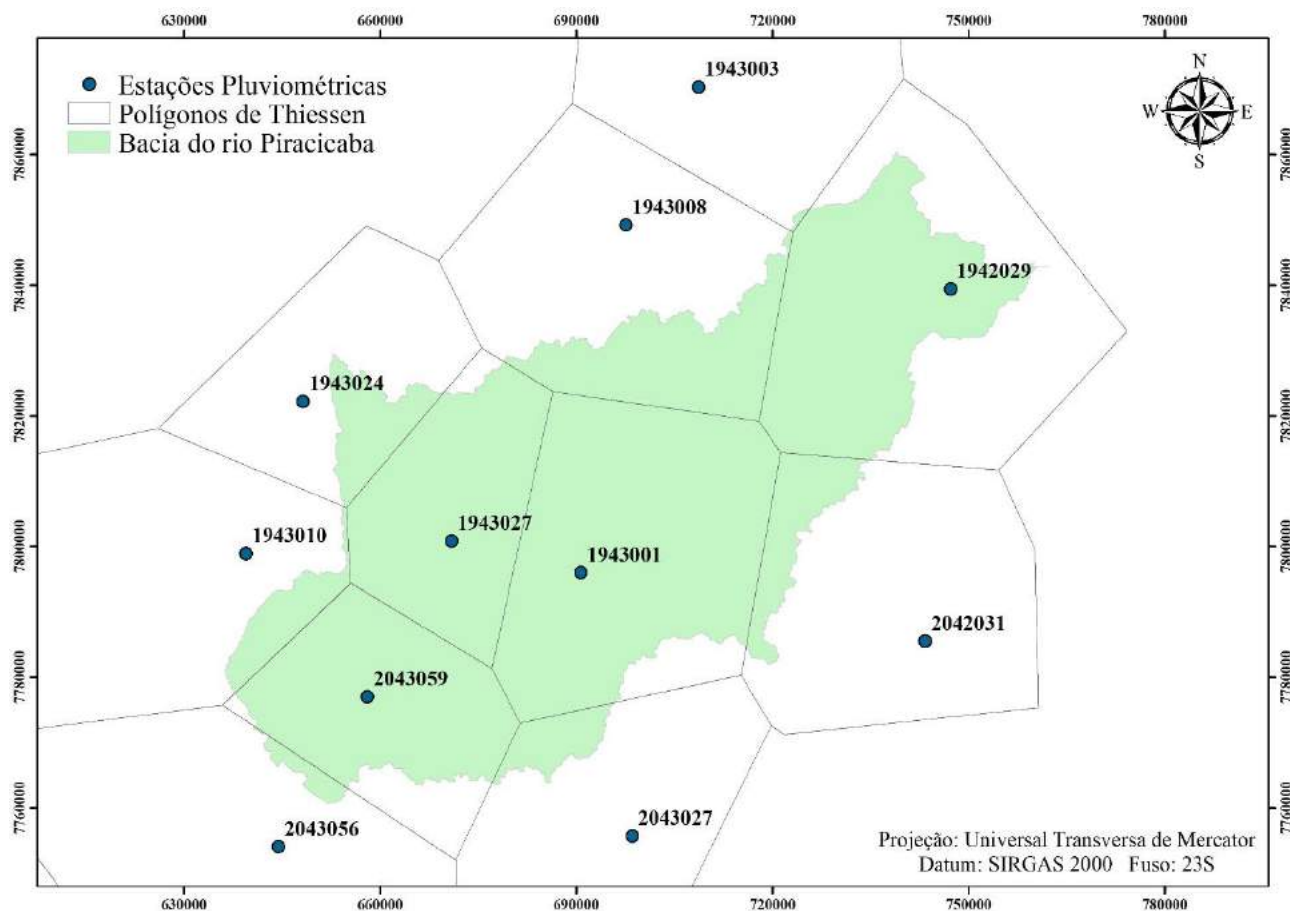 630000 660000 690000 720000 750000 780000
Estações Pluviométricas
Polígonos de Thiessen
Bacia do rio Piracicaba
N
W E
S
1943003
7860000 7860000
1943008
1942029
7840000 7840000
1943024
7820000 7820000
1943027
1943010
7800000 7800000
1943001
2042031
2043059
7780000 7780000
7760000 7760000
2043056
2043027
Projeção: Universal Transversa de Mercator
Datum: SIRGAS 2000 Fuso: 23S
630000 660000 690000 720000 750000 780000